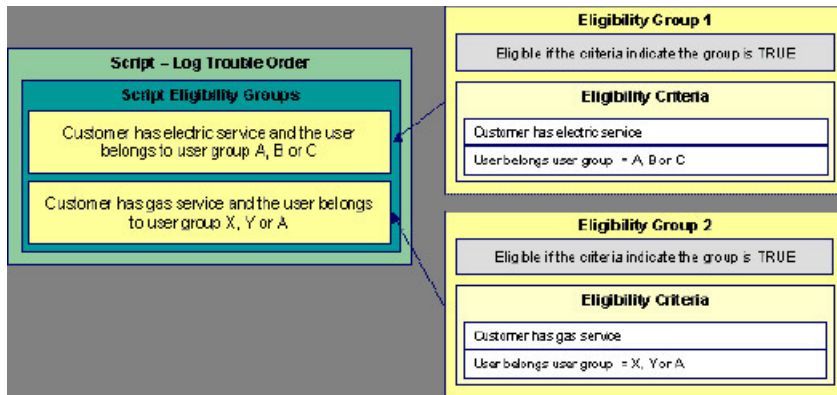 Script – Log Trouble Order
Script Eligibility Groups
Customer has electric service and the user
belongs to user group A, B or C
Customer has gas service and the user belongs
to user group X, Y or A
Eligibility Group 1
Eligible if the criteria indicate the group is TRUE
Eligibility Criteria
Customer has electric service
User belongs user group = A, B or C
Eligibility Group 2
Eligible if the criteria indicate the group is TRUE
Eligibility Criteria
Customer has gas service
User belongs user group = X, Y or A